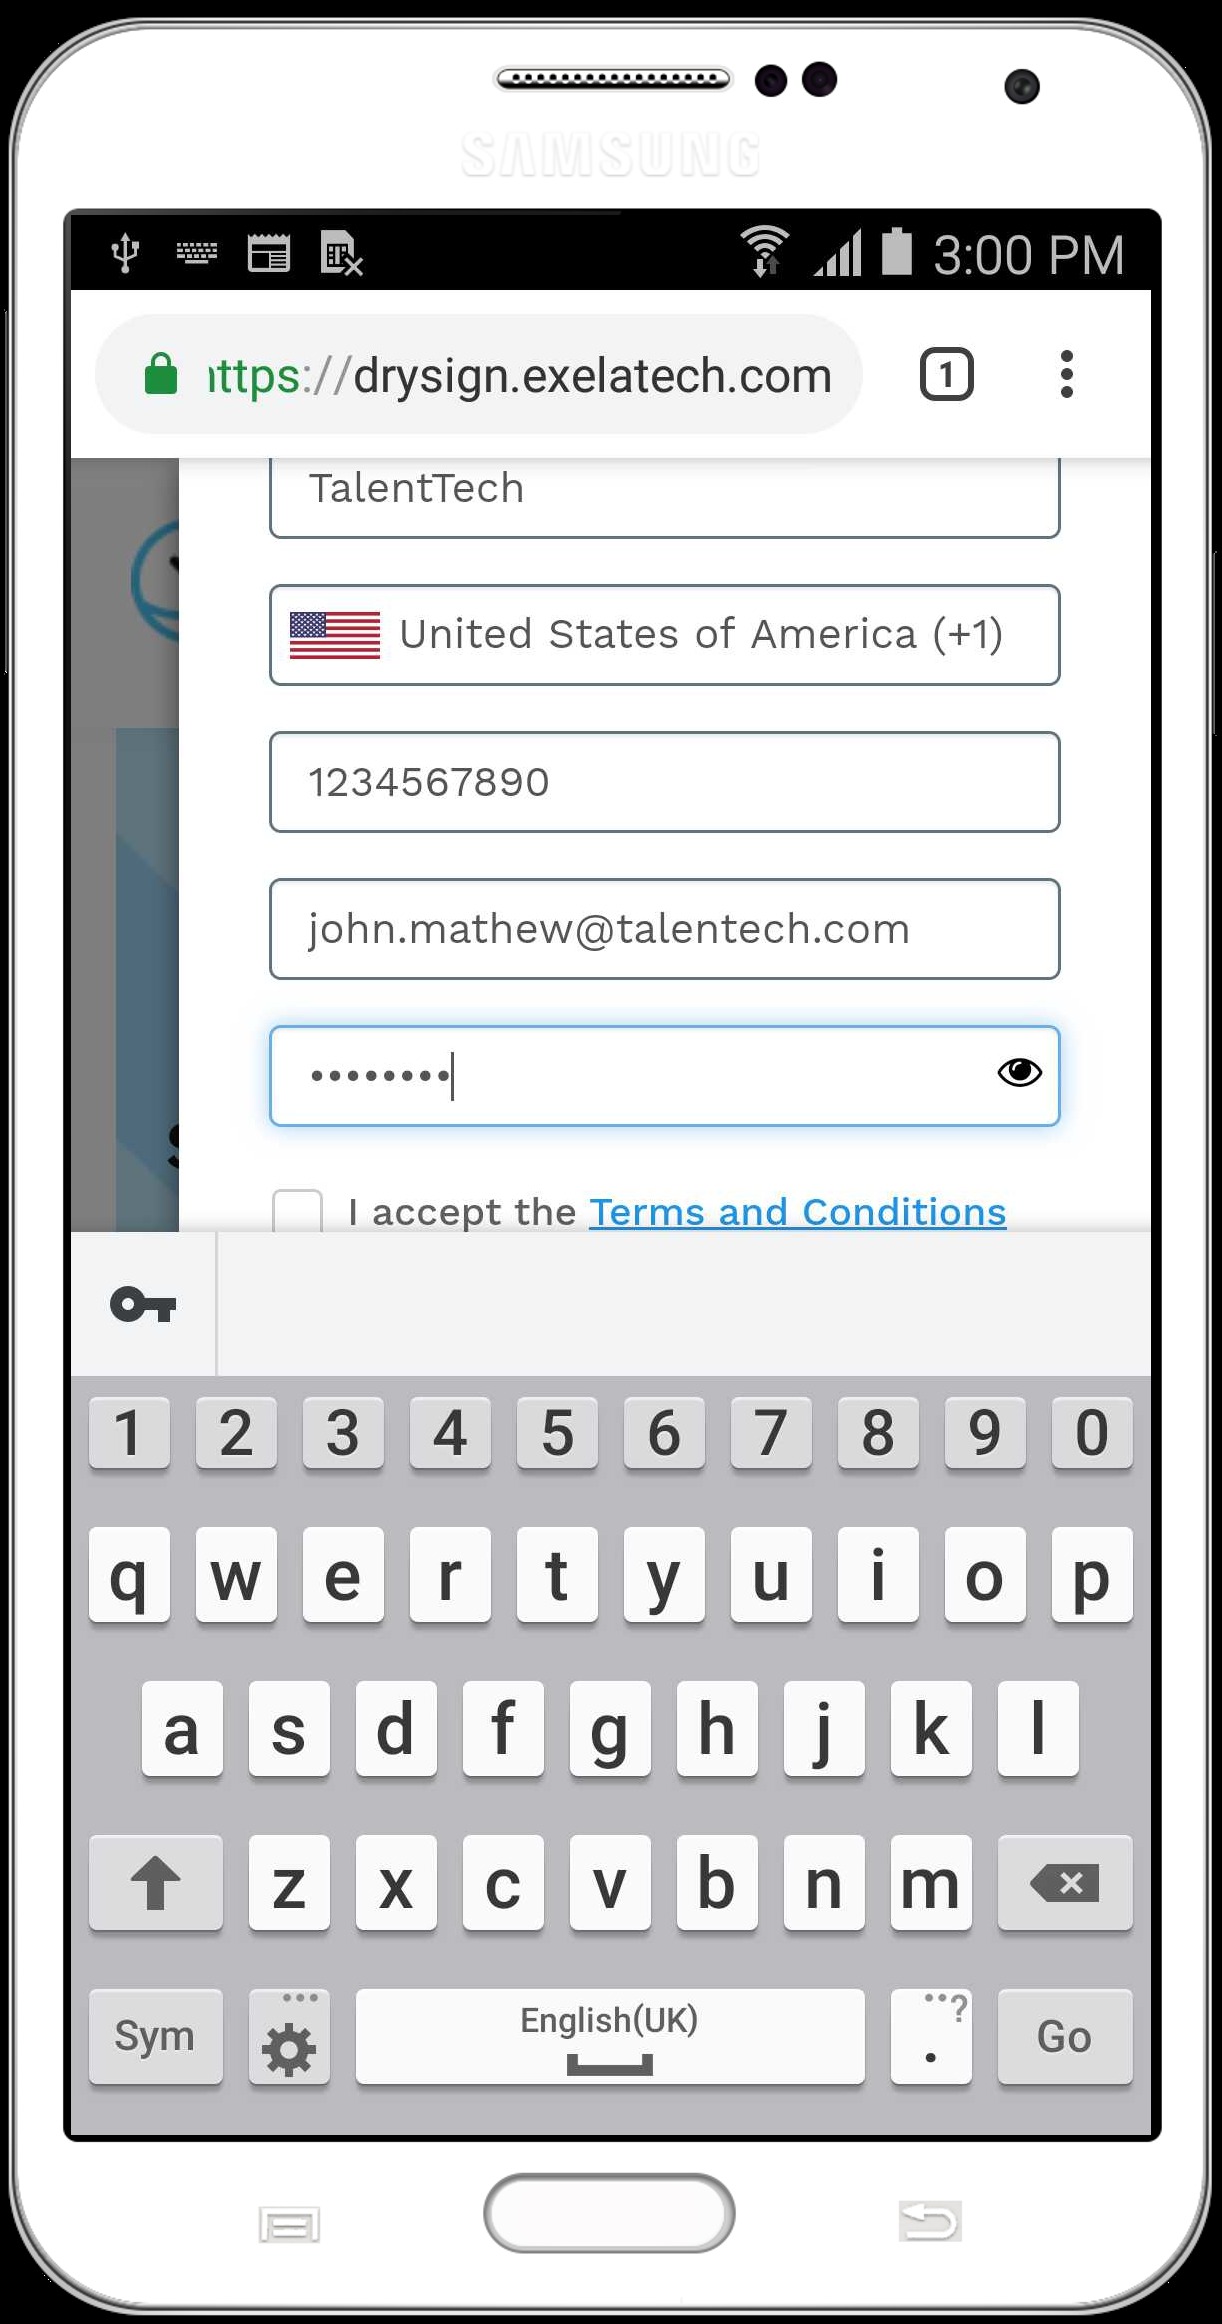 SAMSUNG
3:00 PM
https://drysign.exelatech.com
1
TalentTech
United States of America (+1)
1234567890
john.mathew@talentech.com
••••••••
I accept the Terms and Conditions
1 2 3 4 5 6 7 8 9 0
q w e r t y u i o p
a s d f g h j k l
z x c v b n m
Sym English(UK) . ? Go